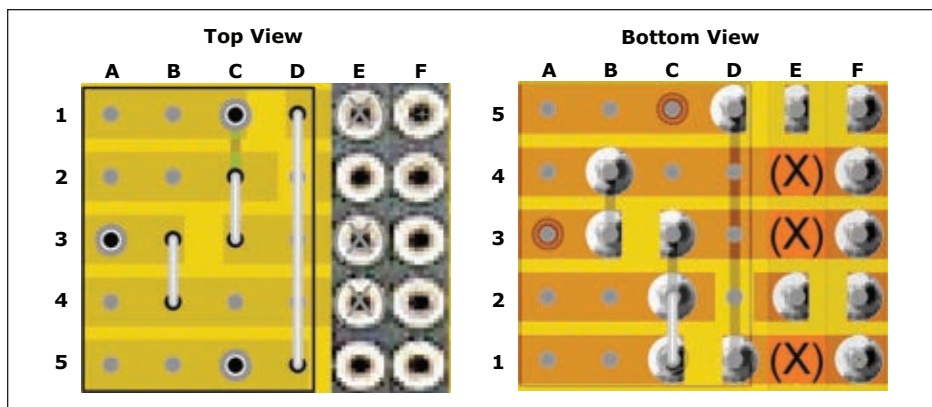 Top View
A B C D E F
1
2
3
4
5
Bottom View
A B C D E F
5
4 (X)
3 (X)
2
1 (X)